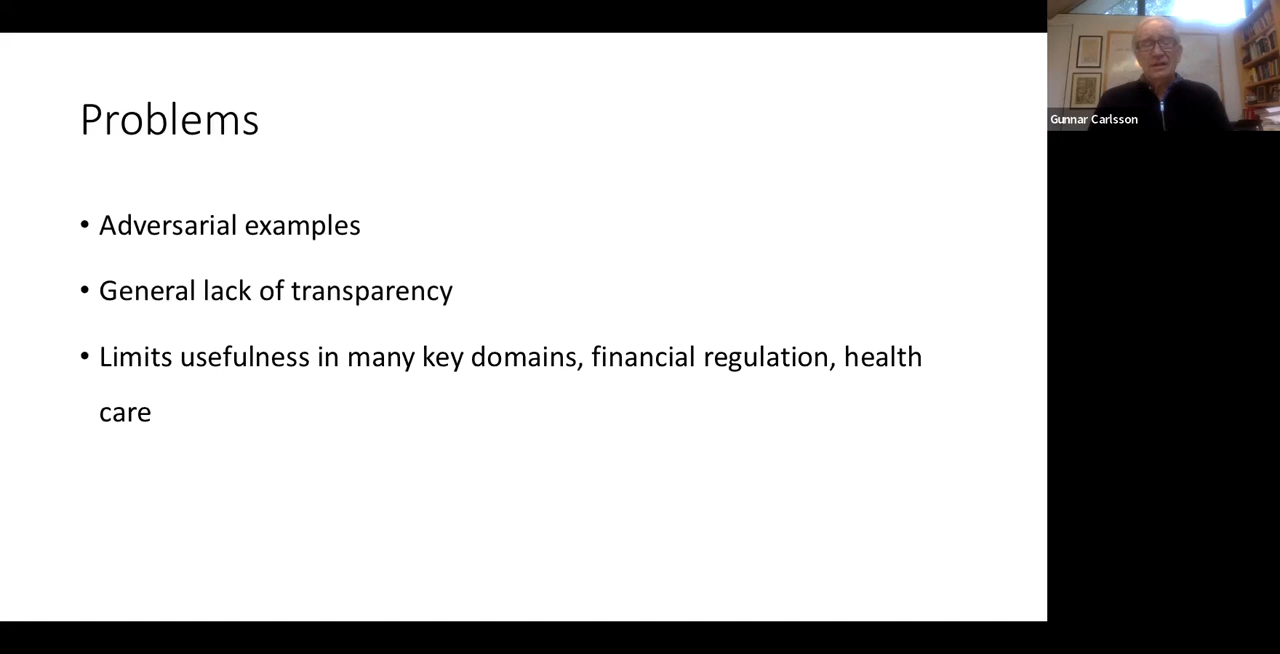 Problems
• Adversarial examples
• General lack of transparency
• Limits usefulness in many key domains, financial regulation, health
care
Gunnar Carlsson